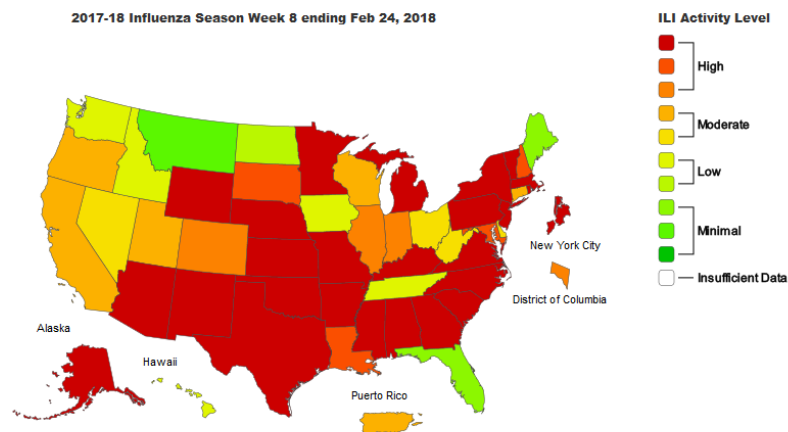 2017-18 Influenza Season Week 8 ending Feb 24, 2018
ILI Activity Level
High
Moderate
Low
Minimal
Insufficient Data
New York City
District of Columbia
Alaska
Hawaii
Puerto Rico